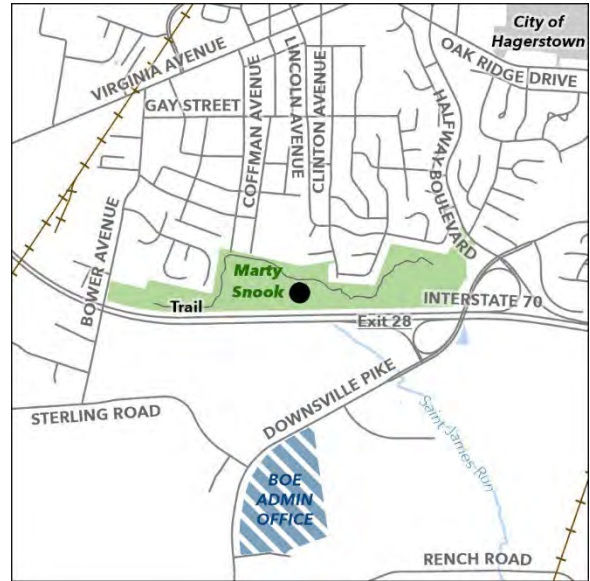 City of
Hagerstown
VIRGINIA AVENUE
OAK RIDGE DRIVE
GAY STREET
COFFMAN AVENUE
LINCOLN AVENUE
CLINTON AVENUE
HALFWAY BOULEVARD
BOWER AVENUE
Marty
Snook
Trail
INTERSTATE 70
Exit 28
STERLING ROAD
DOWNSVILLE PIKE
Saint James Run
BOE
ADMIN
OFFICE
RENCH ROAD